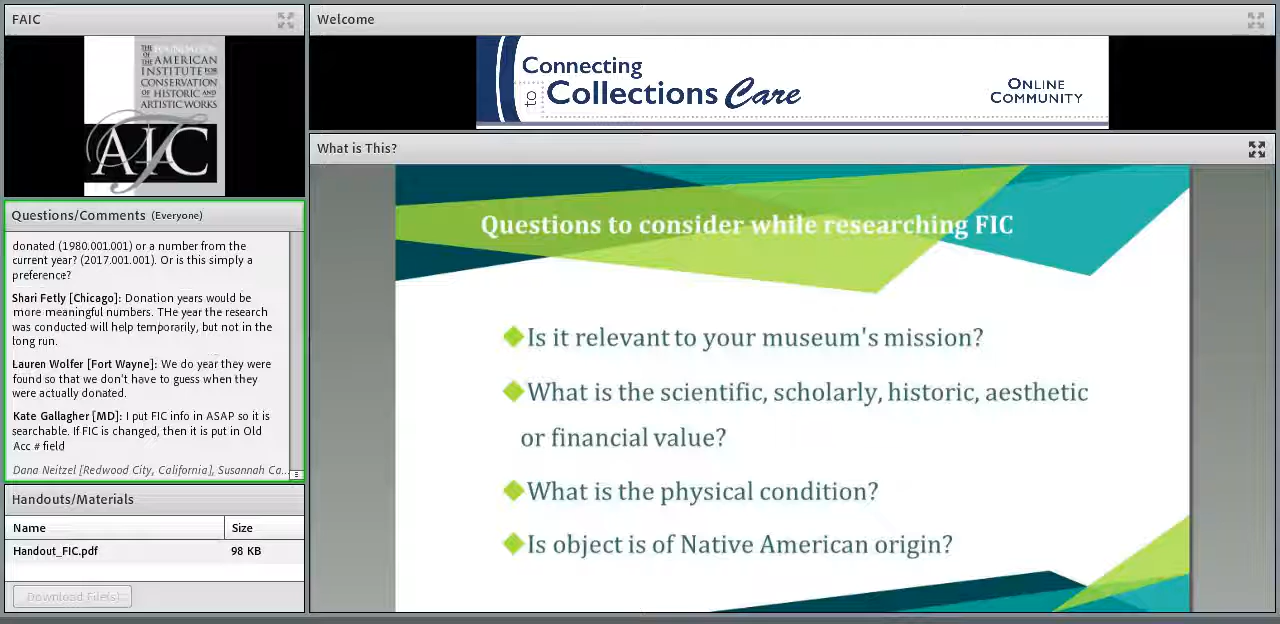 FAIC
THE FOUNDATION
OF THE AMERICAN
INSTITUTE FOR
CONSERVATION
OF HISTORIC AND
ARTISTIC WORKS
AIC
Questions/Comments (Everyone)
donated (1980.001.001) or a number from the
current year? (2017.001.001). Or is this simply a
preference?
Shari Fetly [Chicago]: Donation years would be
more meaningful numbers. THe year the research
was conducted will help temporarily, but not in the
long run.
Lauren Wolfer [Fort Wayne]: We do year they were
found so that we don't have to guess when they
were actually donated.
Kate Gallagher [MD]: I put FIC info in ASAP so it is
searchable. If FIC is changed, then it is put in Old
Acc # field
Dana Neitzel [Redwood City, California], Susannah Ca...
Handouts/Materials
Name Size
Handout_FIC.pdf 98 KB
Download File(s)
Welcome
Connecting
to Collections Care
ONLINE
COMMUNITY
What is This?
Questions to consider while researching FIC
Is it relevant to your museum's mission?
What is the scientific, scholarly, historic, aesthetic
or financial value?
What is the physical condition?
Is object is of Native American origin?